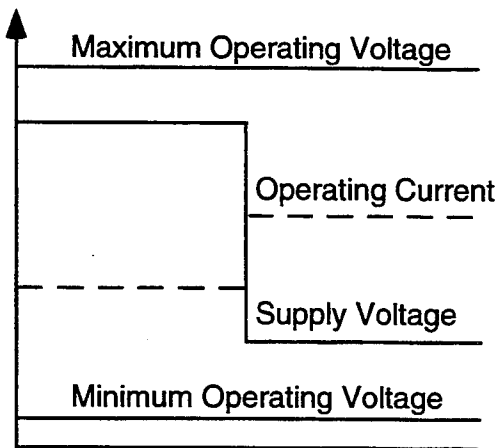 Maximum Operating Voltage
Operating Current
Supply Voltage
Minimum Operating Voltage